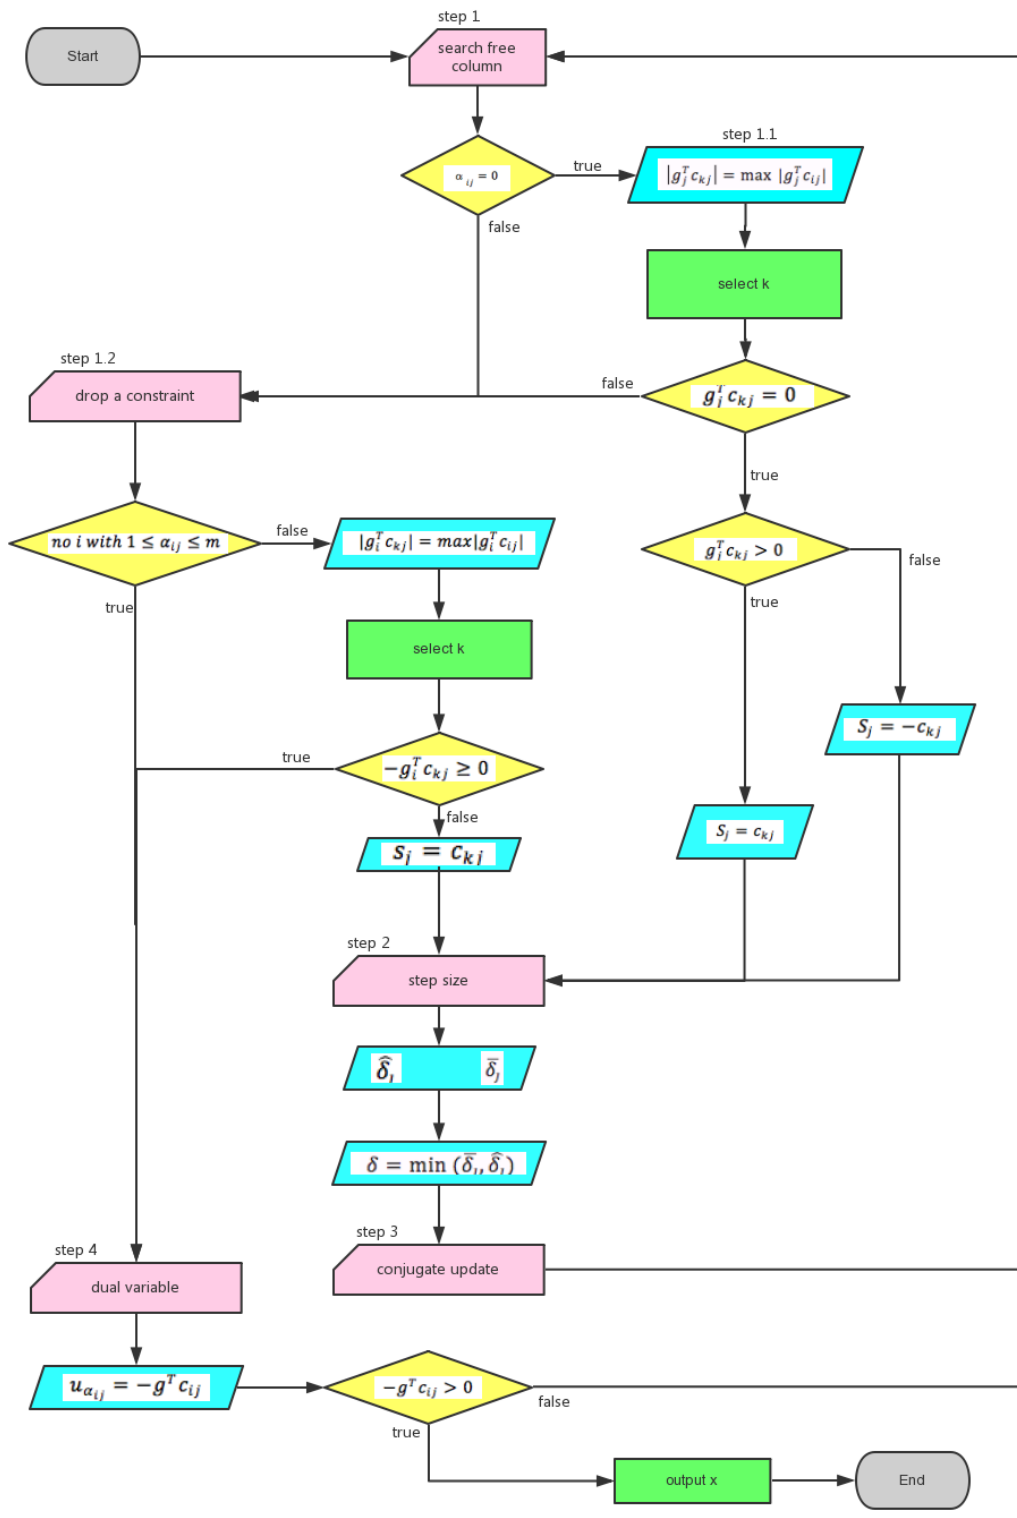 step 1
Start
search free
column
step 1.1
α ij = 0
true
|g_j^T c_kj| = max |g_j^T c_ij|
false
select k
step 1.2
drop a constraint
false
g_j^T c_kj = 0
true
no i with 1 ≤ α_ij ≤ m
false
|g_i^T c_kj| = max|g_i^T c_ij|
g_j^T c_kj > 0
false
true
true
select k
S_j = −c_kj
true
−g_i^T c_kj ≥ 0
false
s_j = c_kj
S_j = c_kj
step 2
step size
δ̂_j
δ̄_j
δ = min (δ̄_j, δ̂_j)
step 3
step 4
conjugate update
dual variable
u_α_ij = −g^T c_ij
−g^T c_ij > 0
false
true
output x
End